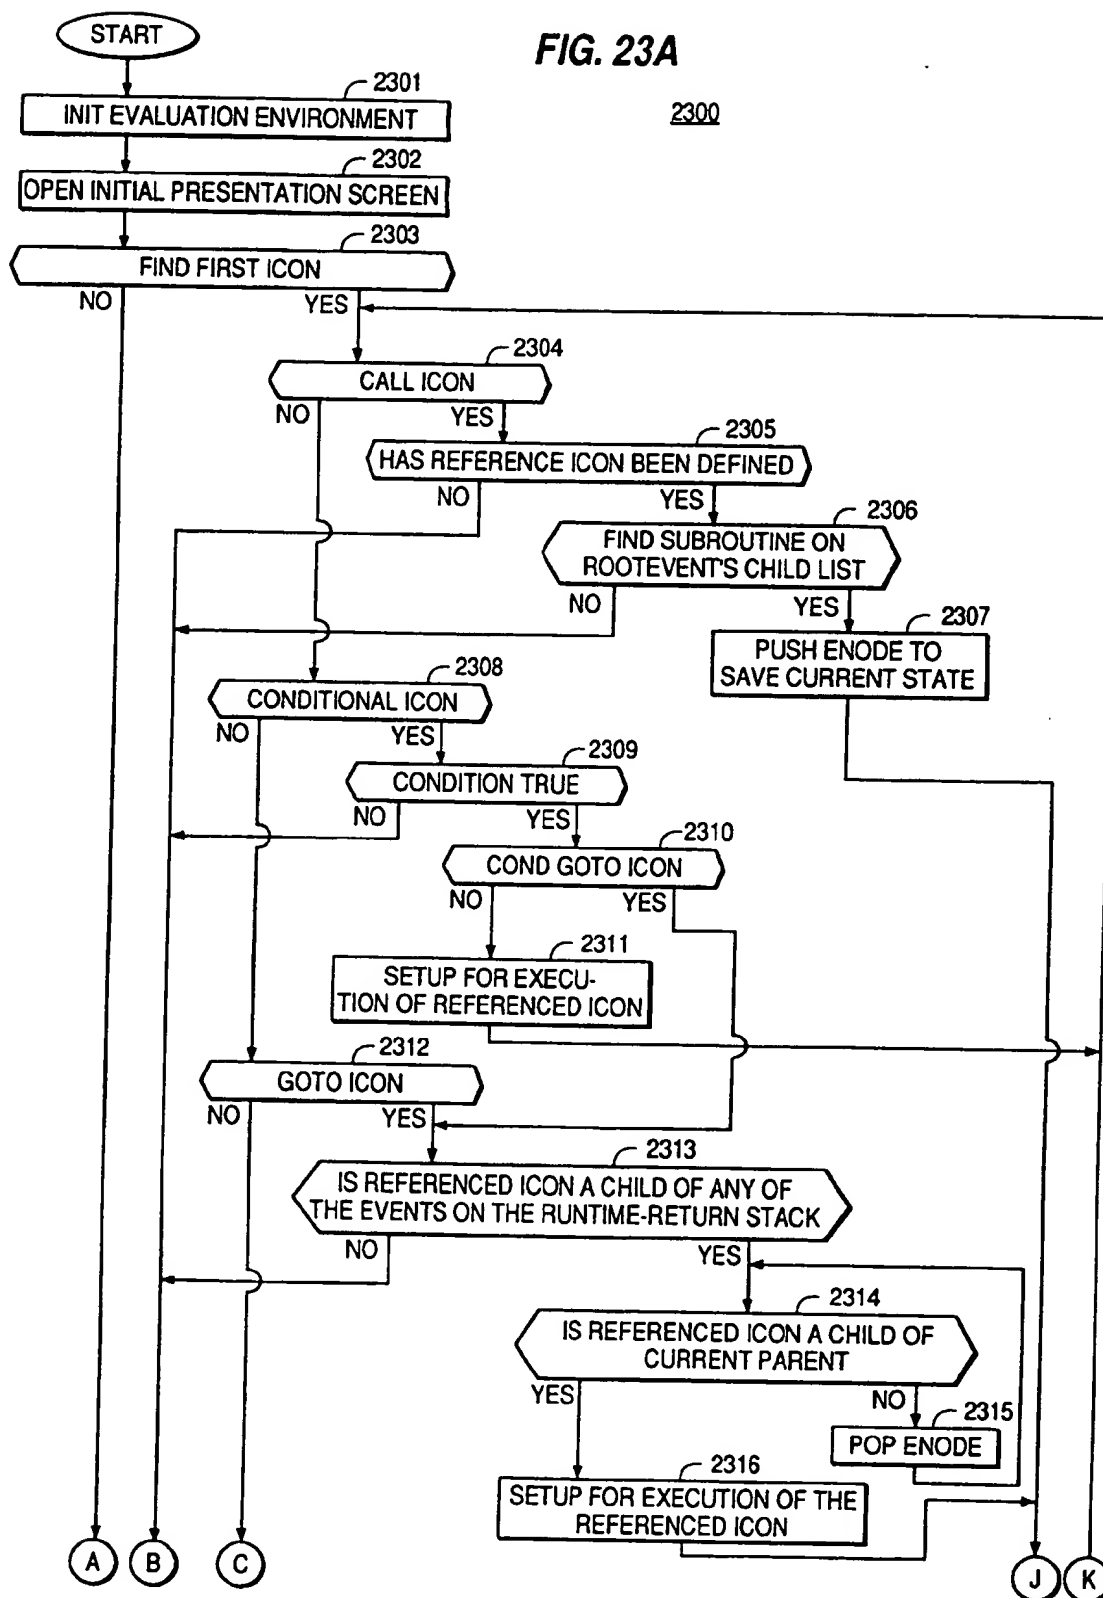 START
FIG. 23A
2300
2301
INIT EVALUATION ENVIRONMENT
2302
OPEN INITIAL PRESENTATION SCREEN
2303
FIND FIRST ICON
NO
YES
2304
CALL ICON
NO
YES
2305
HAS REFERENCE ICON BEEN DEFINED
NO
YES
2306
FIND SUBROUTINE ON
ROOTEVENT'S CHILD LIST
NO
YES
2307
PUSH ENODE TO
SAVE CURRENT STATE
2308
CONDITIONAL ICON
NO
YES
2309
CONDITION TRUE
NO
YES
2310
COND GOTO ICON
NO
YES
2311
SETUP FOR EXECU-
TION OF REFERENCED ICON
2312
GOTO ICON
NO
YES
2313
IS REFERENCED ICON A CHILD OF ANY OF
THE EVENTS ON THE RUNTIME-RETURN STACK
NO
YES
2314
IS REFERENCED ICON A CHILD OF
CURRENT PARENT
YES
NO
2315
POP ENODE
2316
SETUP FOR EXECUTION OF THE
REFERENCED ICON
A
B
C
J
K